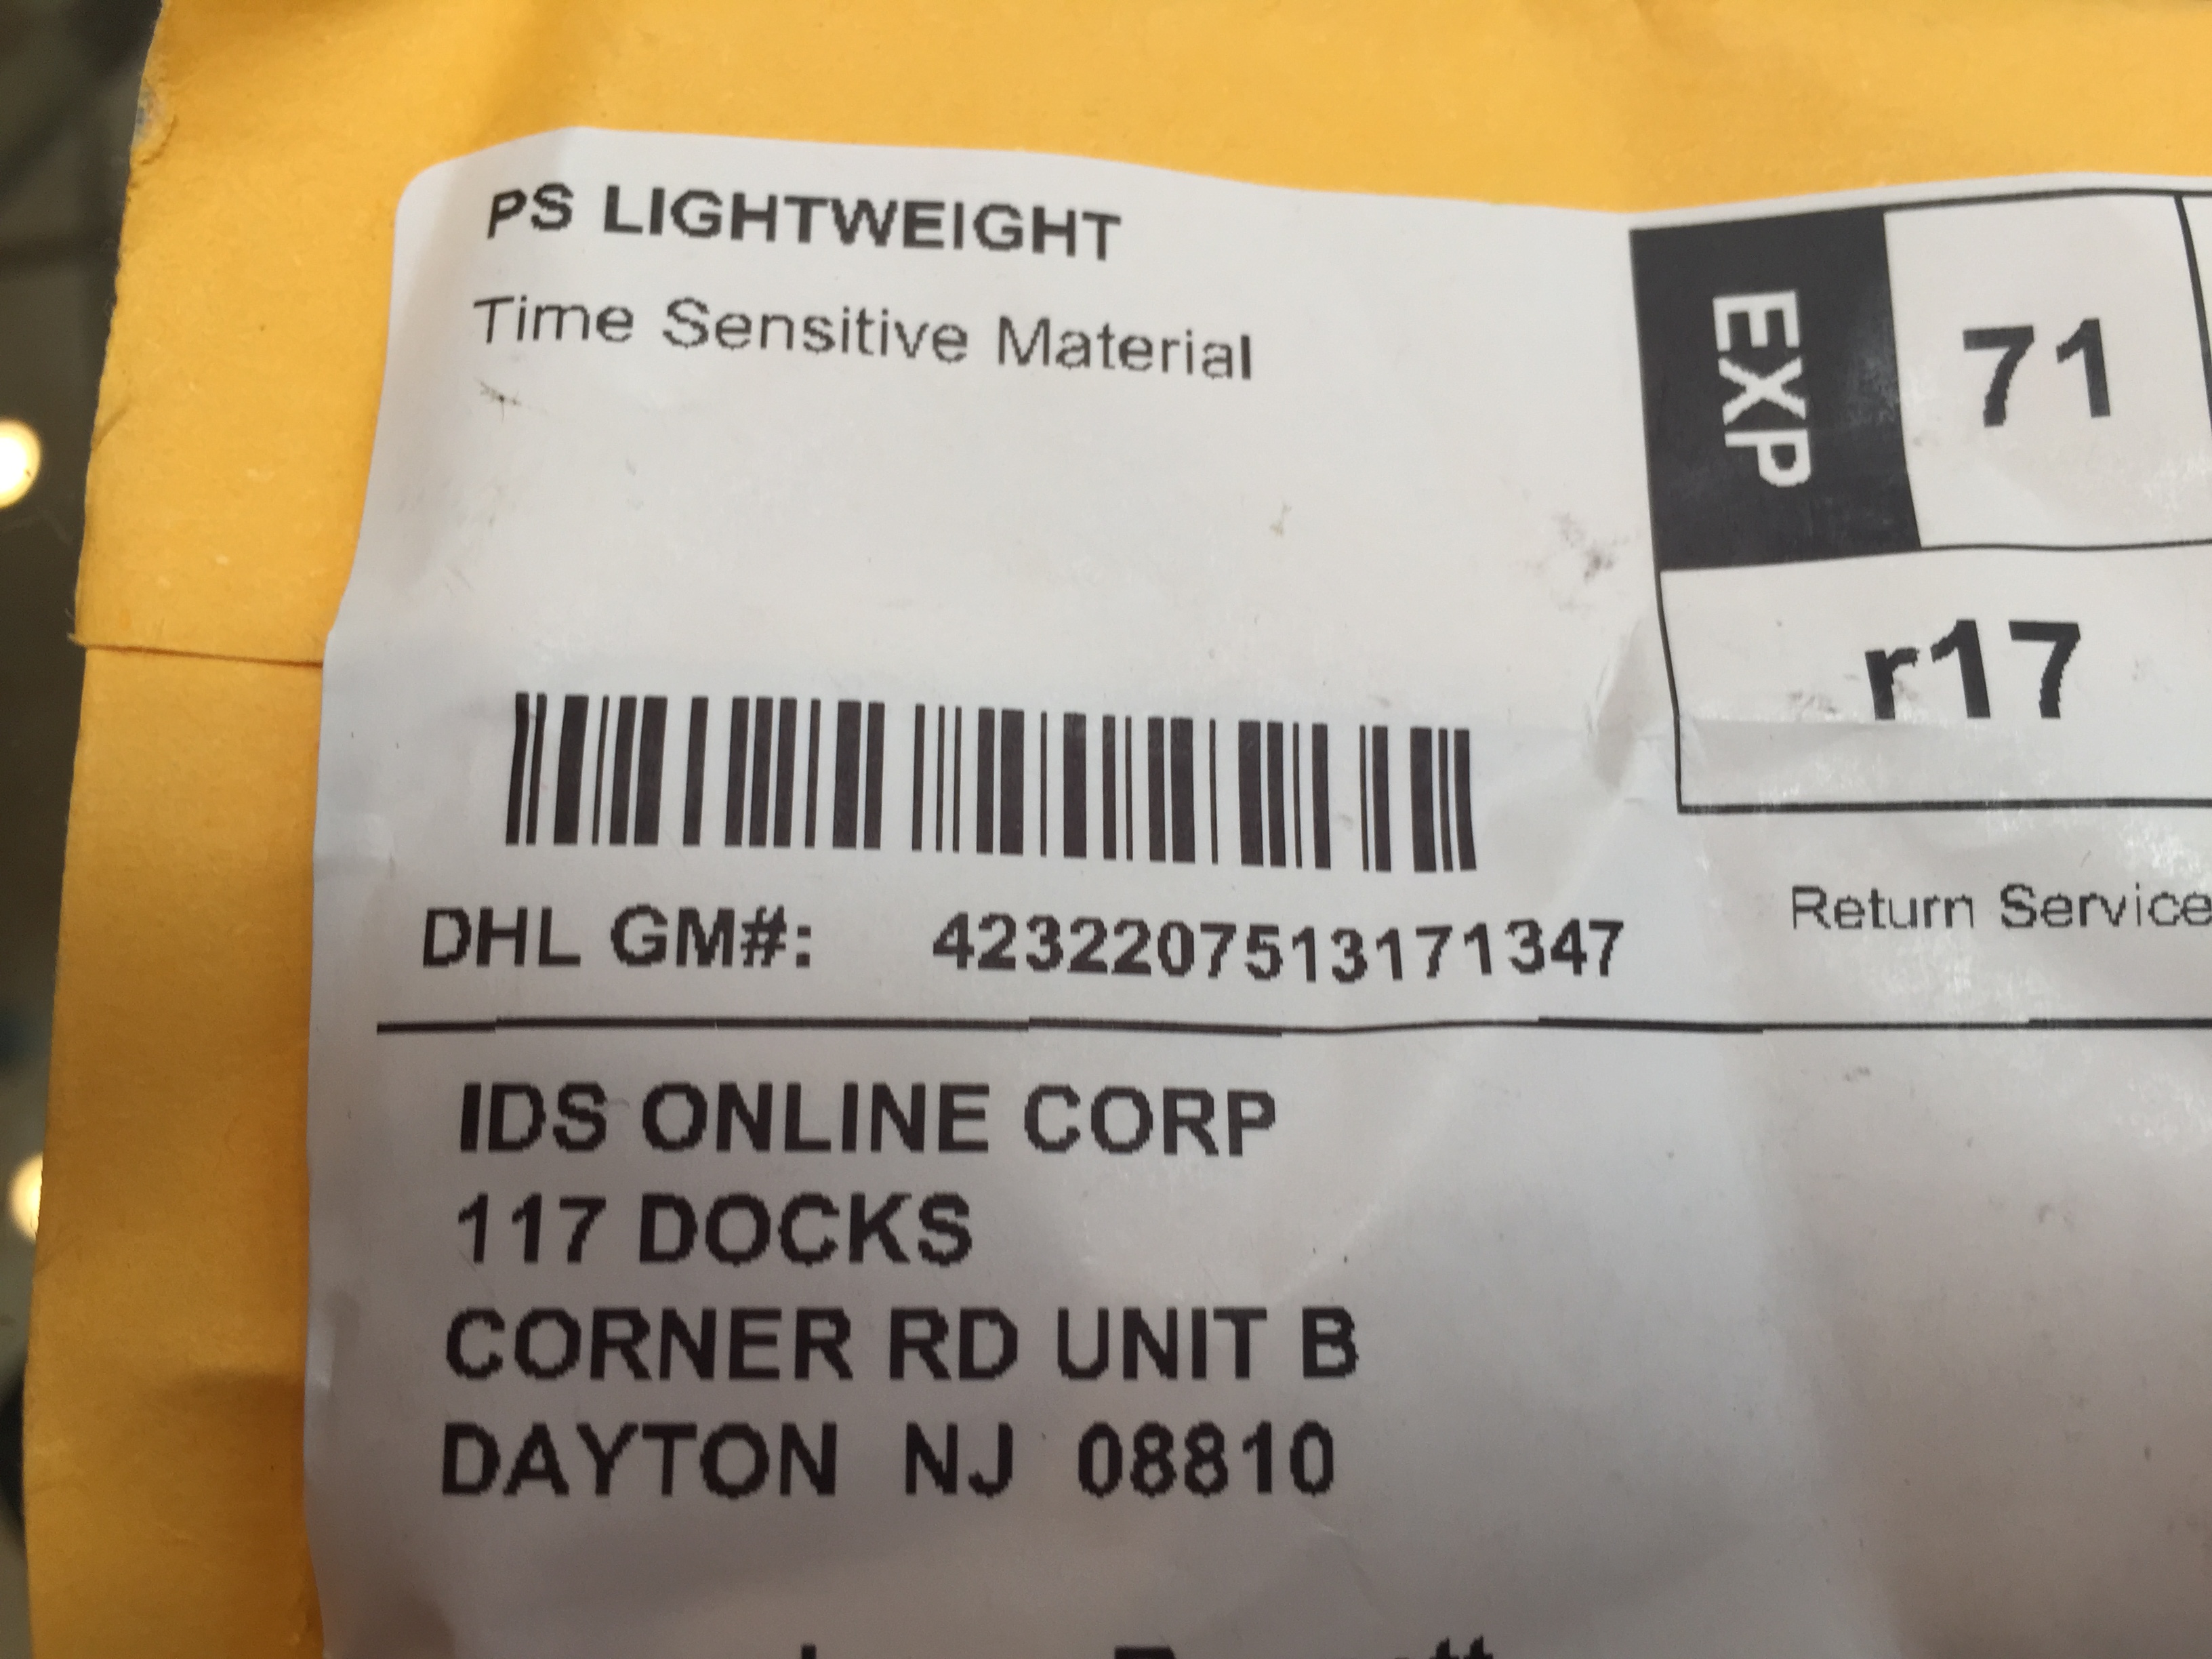 PS LIGHTWEIGHT
Time Sensitive Material
EXP
71
r17
DHL GM#: 4232207513171347
Return Service
IDS ONLINE CORP
117 DOCKS
CORNER RD UNIT B
DAYTON NJ 08810